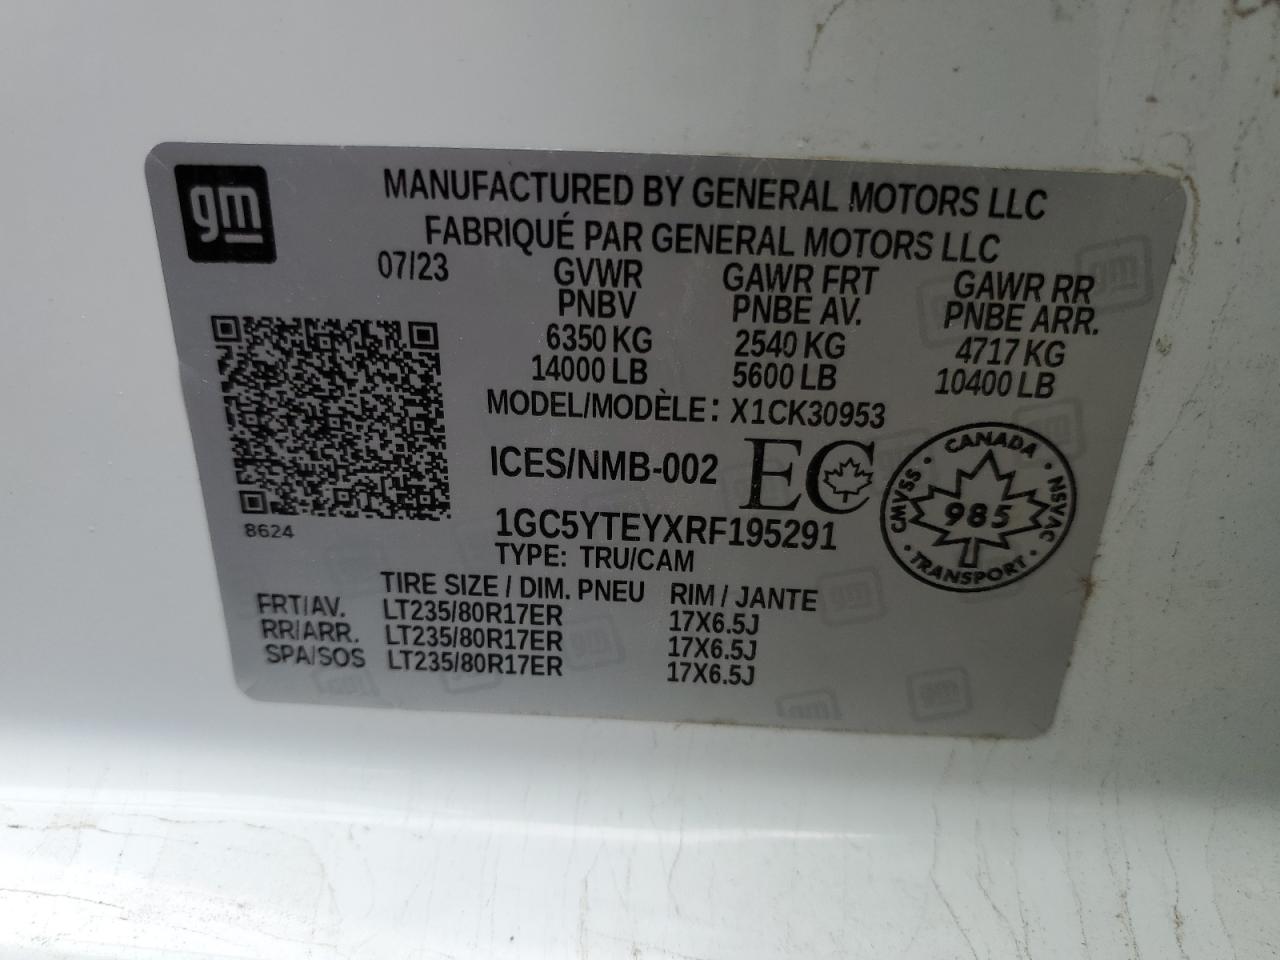 gm
MANUFACTURED BY GENERAL MOTORS LLC
FABRIQUÉ PAR GENERAL MOTORS LLC
07/23 GVWR GAWR FRT GAWR RR
PNBV PNBE AV. PNBE ARR.
6350 KG 2540 KG 4717 KG
14000 LB 5600 LB 10400 LB
MODEL/MODÈLE: X1CK30953
ICES/NMB-002 EC
CANADA
CMVSS NSVAC
985
TRANSPORT
8624
1GC5YTEYXRF195291
TYPE: TRU/CAM
TIRE SIZE / DIM. PNEU RIM / JANTE
FRT/AV. LT235/80R17ER 17X6.5J
RR/ARR. LT235/80R17ER 17X6.5J
SPA/SOS LT235/80R17ER 17X6.5J